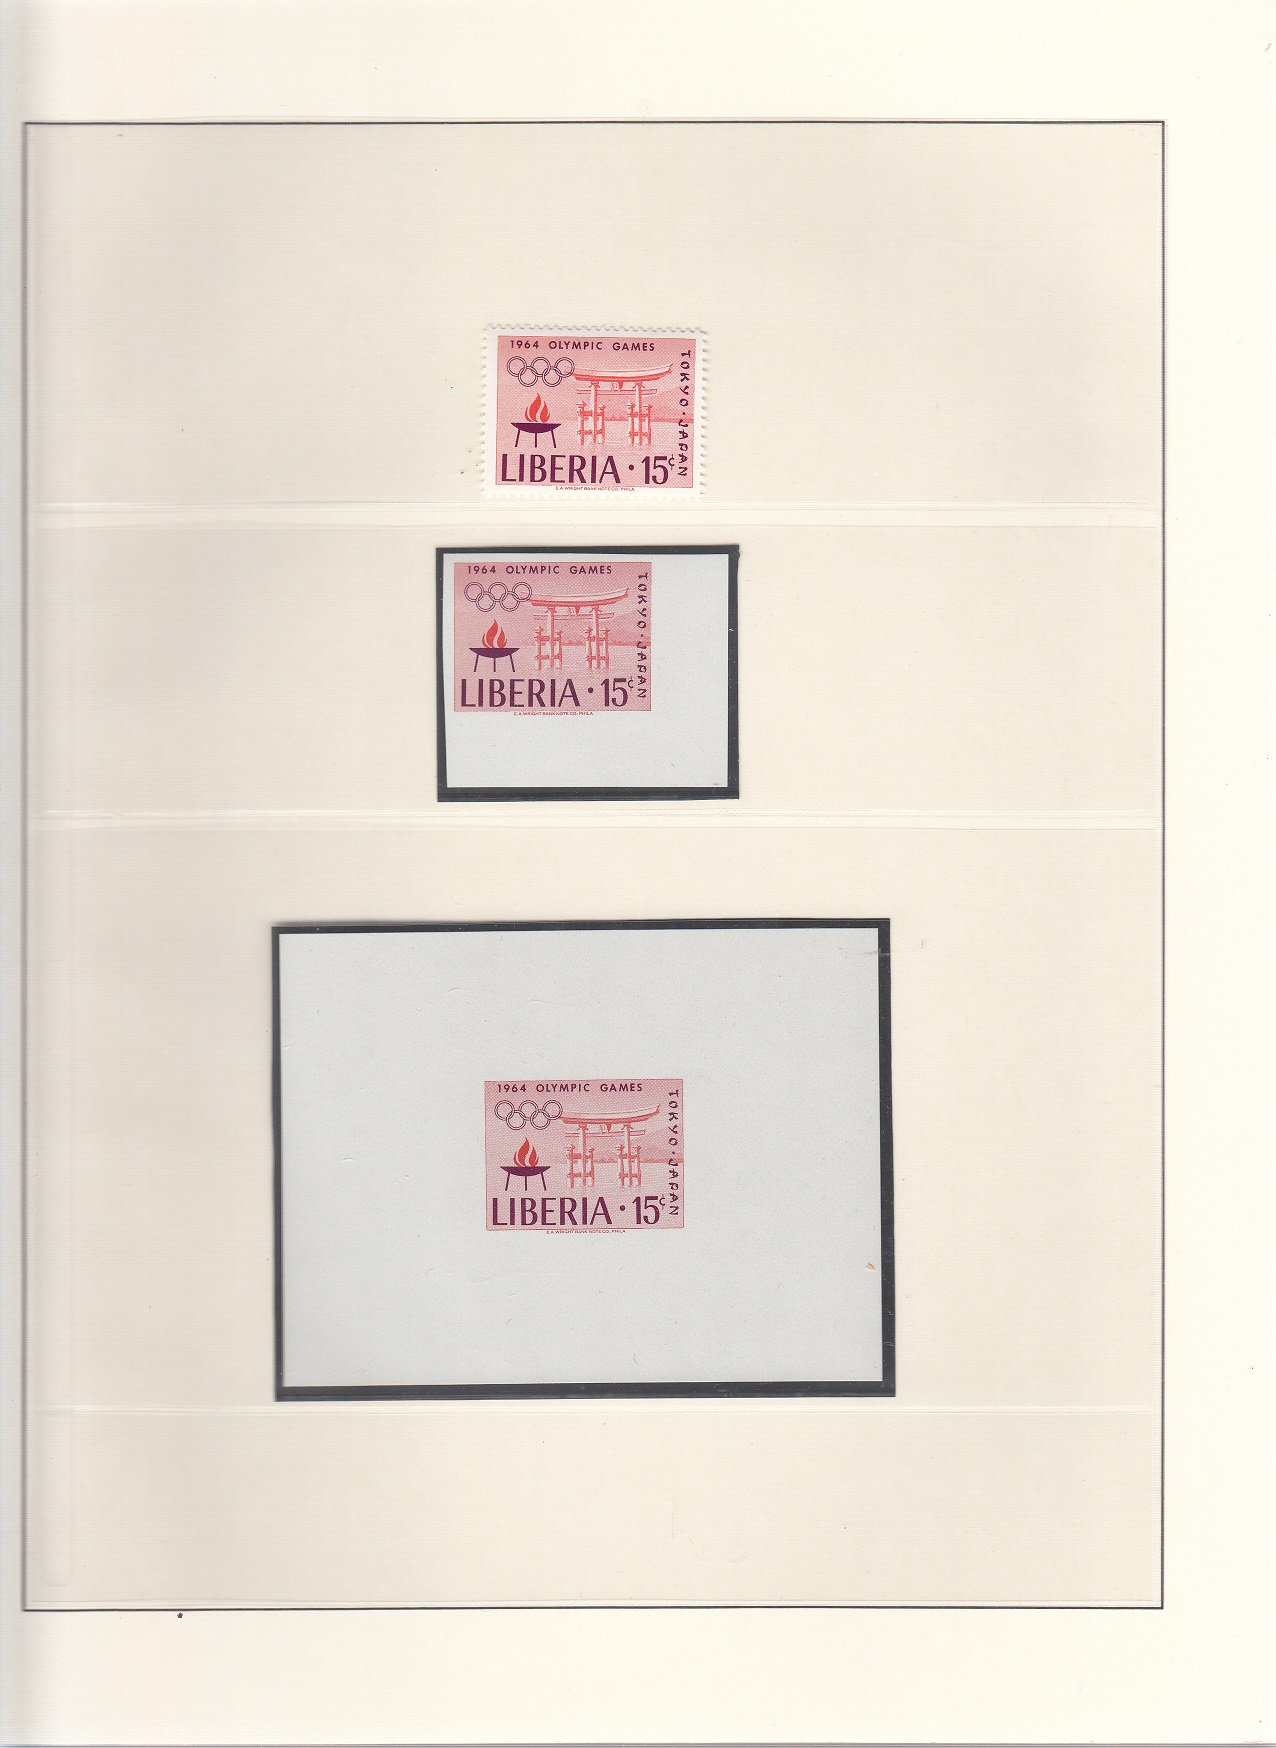 1964 OLYMPIC GAMES
TOKYO · JAPAN
LIBERIA · 15¢
E.A. WRIGHT BANK NOTE CO., PHILA.
1964 OLYMPIC GAMES
TOKYO · JAPAN
LIBERIA · 15¢
E.A. WRIGHT BANK NOTE CO., PHILA.
1964 OLYMPIC GAMES
TOKYO · JAPAN
LIBERIA · 15¢
E.A. WRIGHT BANK NOTE CO., PHILA.